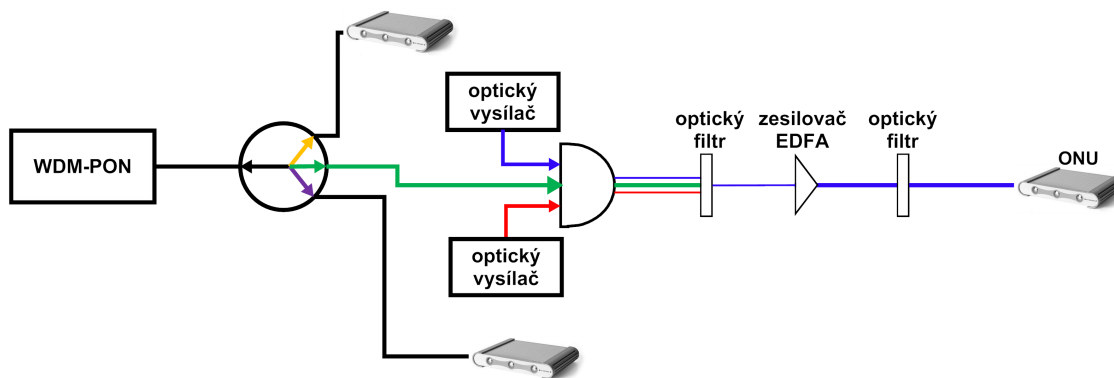 optický
vysílač
optický
filtr
zesilovač
EDFA
optický
filtr
WDM-PON
ONU
optický
vysílač